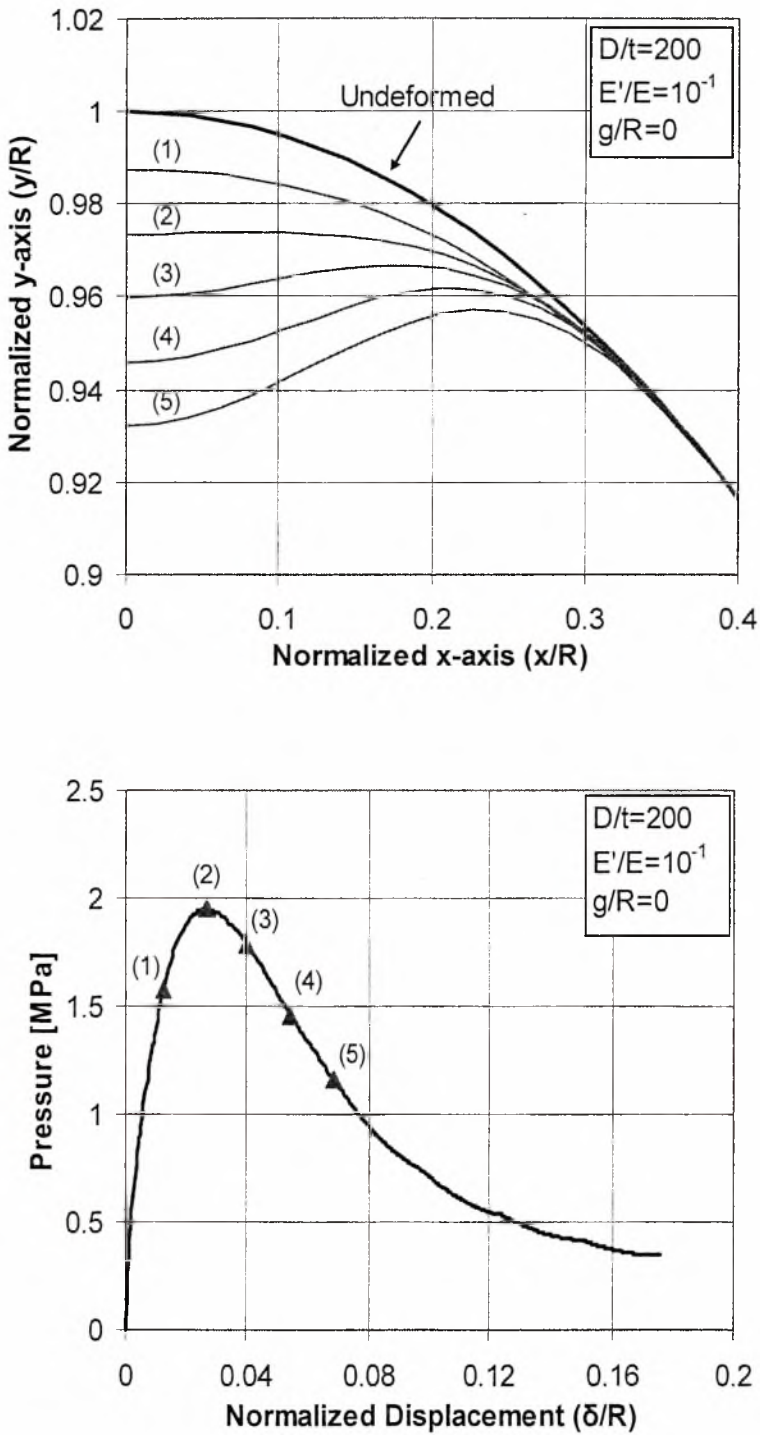 1.02
D/t=200
E'/E=10⁻¹
g/R=0
Undeformed
1
(1)
0.98
(2)
(3)
0.96
(4)
0.94
(5)
0.92
0.9
0 0.1 0.2 0.3 0.4
Normalized y-axis (y/R)
Normalized x-axis (x/R)
2.5
D/t=200
E'/E=10⁻¹
g/R=0
(2)
2
(3)
(1)
(4)
1.5
(5)
1
0.5
0
0 0.04 0.08 0.12 0.16 0.2
Pressure [MPa]
Normalized Displacement (δ/R)